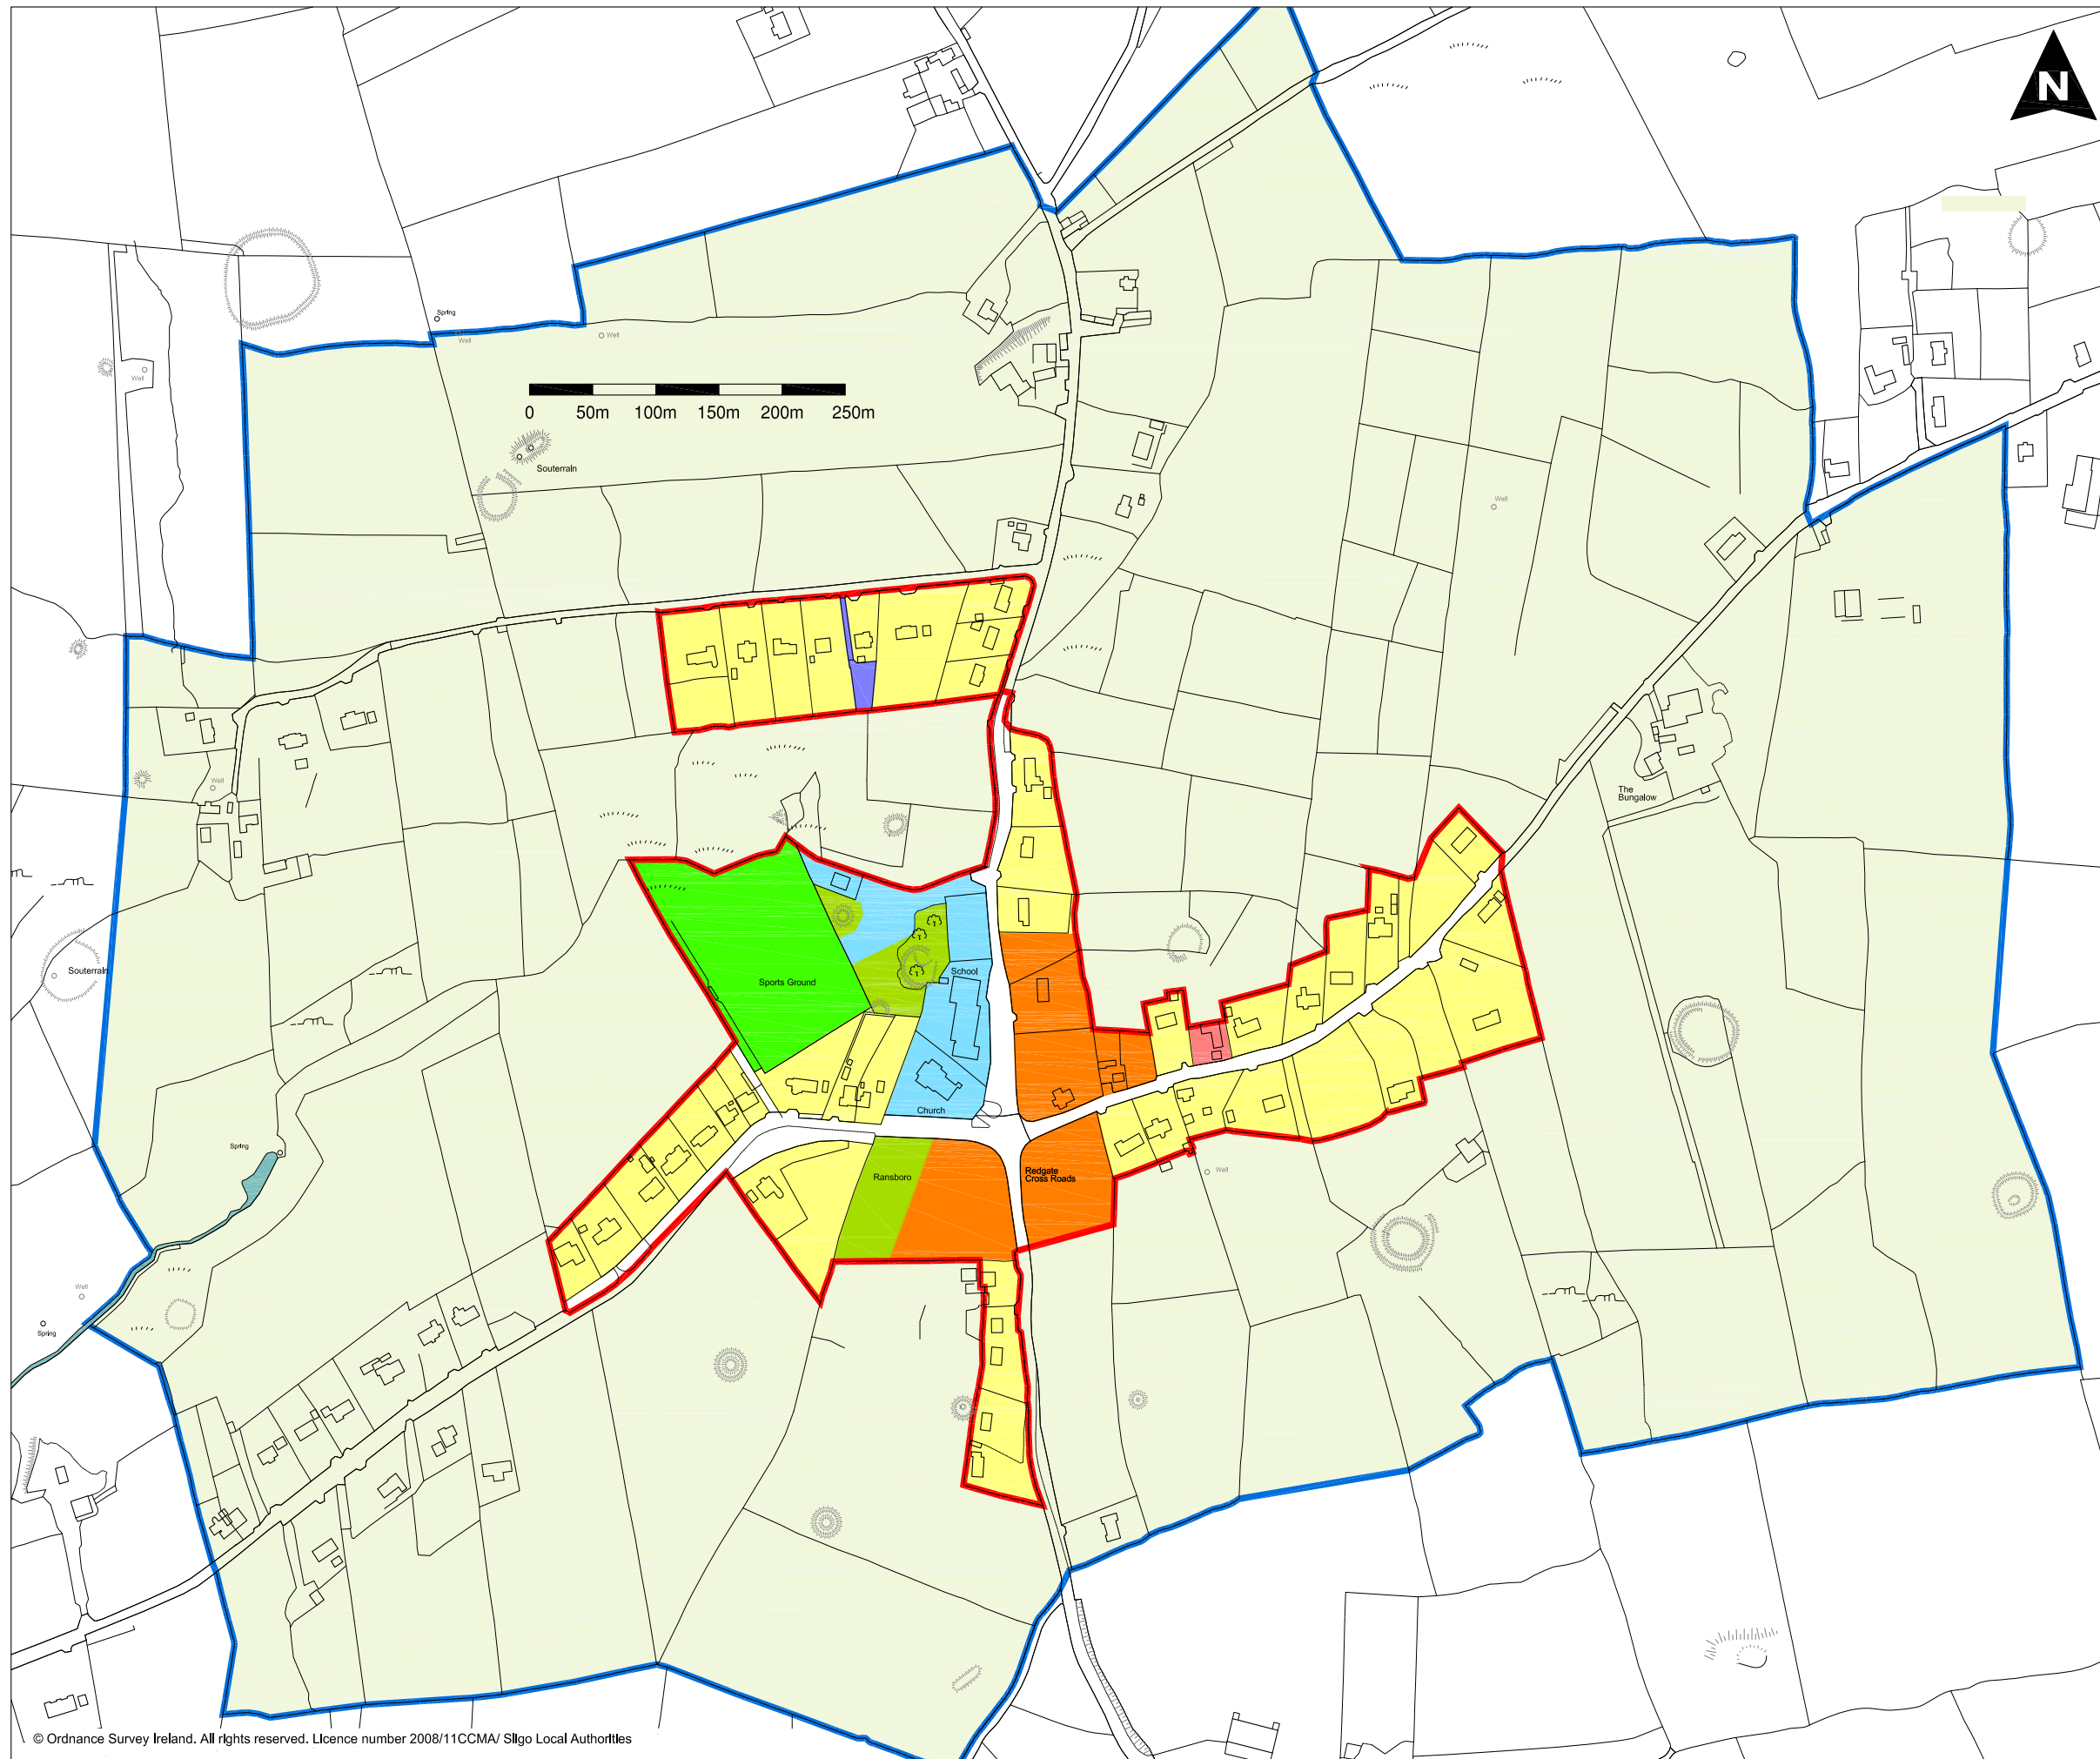 N
Spring
Well
Well
Well
0 50m 100m 150m 200m 250m
Souterrain
Well
Well
The
Bungalow
Souterrain
School
Sports Ground
Church
Spring
Ransboro
Redgate
Cross Roads
Well
Well
Spring
© Ordnance Survey Ireland. All rights reserved. Licence number 2008/11CCMA/ Sligo Local Authorities